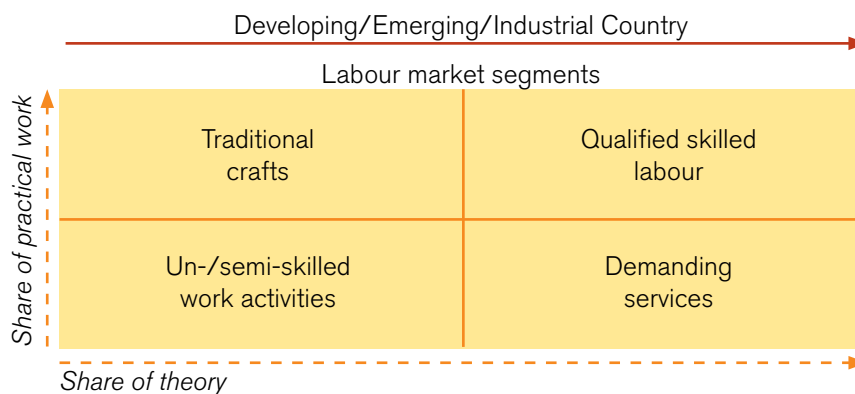 Developing/Emerging/Industrial Country
Labour market segments
Share of practical work
Traditional
crafts
Qualified skilled
labour
Un-/semi-skilled
work activities
Demanding
services
Share of theory